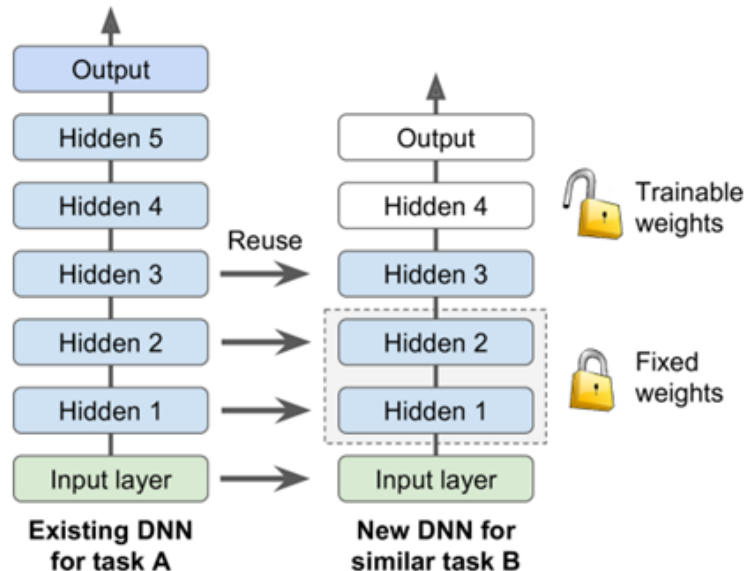 Output
Hidden 5
Hidden 4
Hidden 3
Hidden 2
Hidden 1
Input layer
Existing DNN
for task A
Reuse
Output
Hidden 4
Hidden 3
Hidden 2
Hidden 1
Input layer
New DNN for
similar task B
Trainable
weights
Fixed
weights